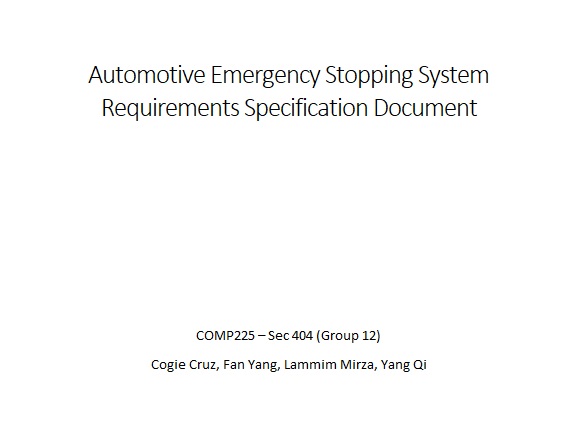 Automotive Emergency Stopping System
Requirements Specification Document
COMP225 – Sec 404 (Group 12)
Cogie Cruz, Fan Yang, Lammim Mirza, Yang Qi